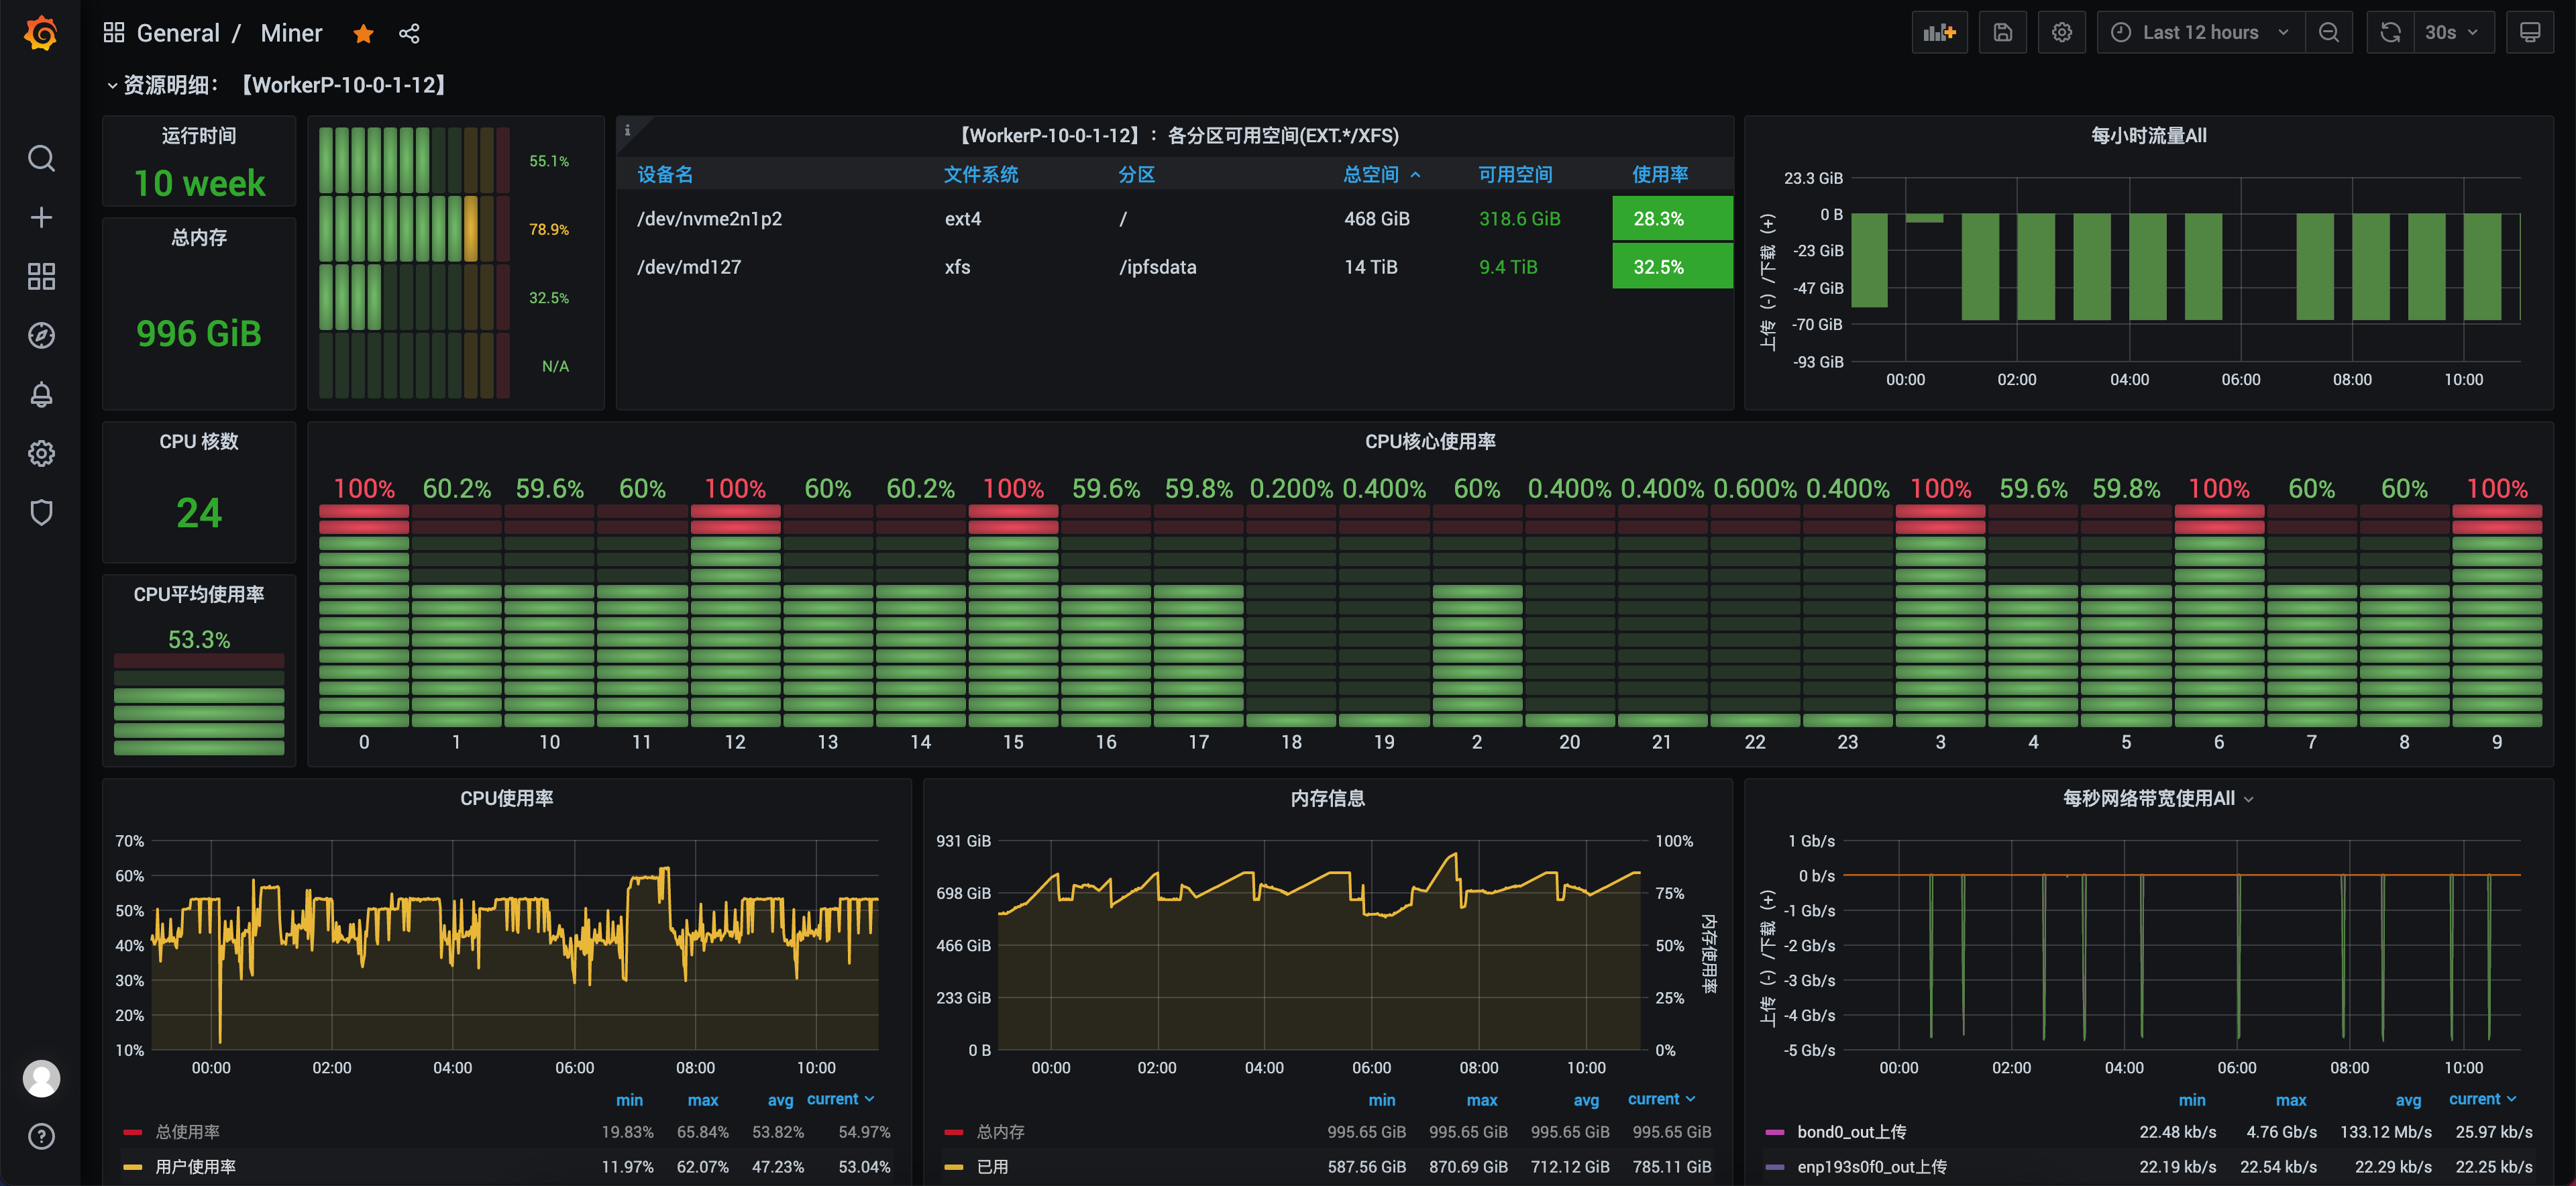 General / Miner
Last 12 hours
30s
资源明细：【WorkerP-10-0-1-12】
运行时间
10 week
总内存
996 GiB
55.1%
78.9%
32.5%
N/A
【WorkerP-10-0-1-12】：各分区可用空间(EXT.*/XFS)
设备名 文件系统 分区 总空间 可用空间 使用率
/dev/nvme2n1p2 ext4 / 468 GiB 318.6 GiB 28.3%
/dev/md127 xfs /ipfsdata 14 TiB 9.4 TiB 32.5%
每小时流量All
上传（-）/下载（+）
23.3 GiB
0 B
-23 GiB
-47 GiB
-70 GiB
-93 GiB
00:00 02:00 04:00 06:00 08:00 10:00
CPU 核数
24
CPU平均使用率
53.3%
CPU核心使用率
100% 60.2% 59.6% 60% 100% 60% 60.2% 100% 59.6% 59.8% 0.200% 0.400% 60% 0.400% 0.400% 0.600% 0.400% 100% 59.6% 59.8% 100% 60% 60% 100%
0 1 10 11 12 13 14 15 16 17 18 19 2 20 21 22 23 3 4 5 6 7 8 9
CPU使用率
70%
60%
50%
40%
30%
20%
10%
00:00 02:00 04:00 06:00 08:00 10:00
min max avg current
总使用率 19.83% 65.84% 53.82% 54.97%
用户使用率 11.97% 62.07% 47.23% 53.04%
内存信息
931 GiB
698 GiB
466 GiB
233 GiB
0 B
100%
75%
50%
25%
0%
内存使用率
00:00 02:00 04:00 06:00 08:00 10:00
min max avg current
总内存 995.65 GiB 995.65 GiB 995.65 GiB 995.65 GiB
已用 587.56 GiB 870.69 GiB 712.12 GiB 785.11 GiB
每秒网络带宽使用All
上传（-）/下载（+）
1 Gb/s
0 b/s
-1 Gb/s
-2 Gb/s
-3 Gb/s
-4 Gb/s
-5 Gb/s
00:00 02:00 04:00 06:00 08:00 10:00
min max avg current
bond0_out上传 22.48 kb/s 4.76 Gb/s 133.12 Mb/s 25.97 kb/s
enp193s0f0_out上传 22.19 kb/s 22.54 kb/s 22.29 kb/s 22.25 kb/s